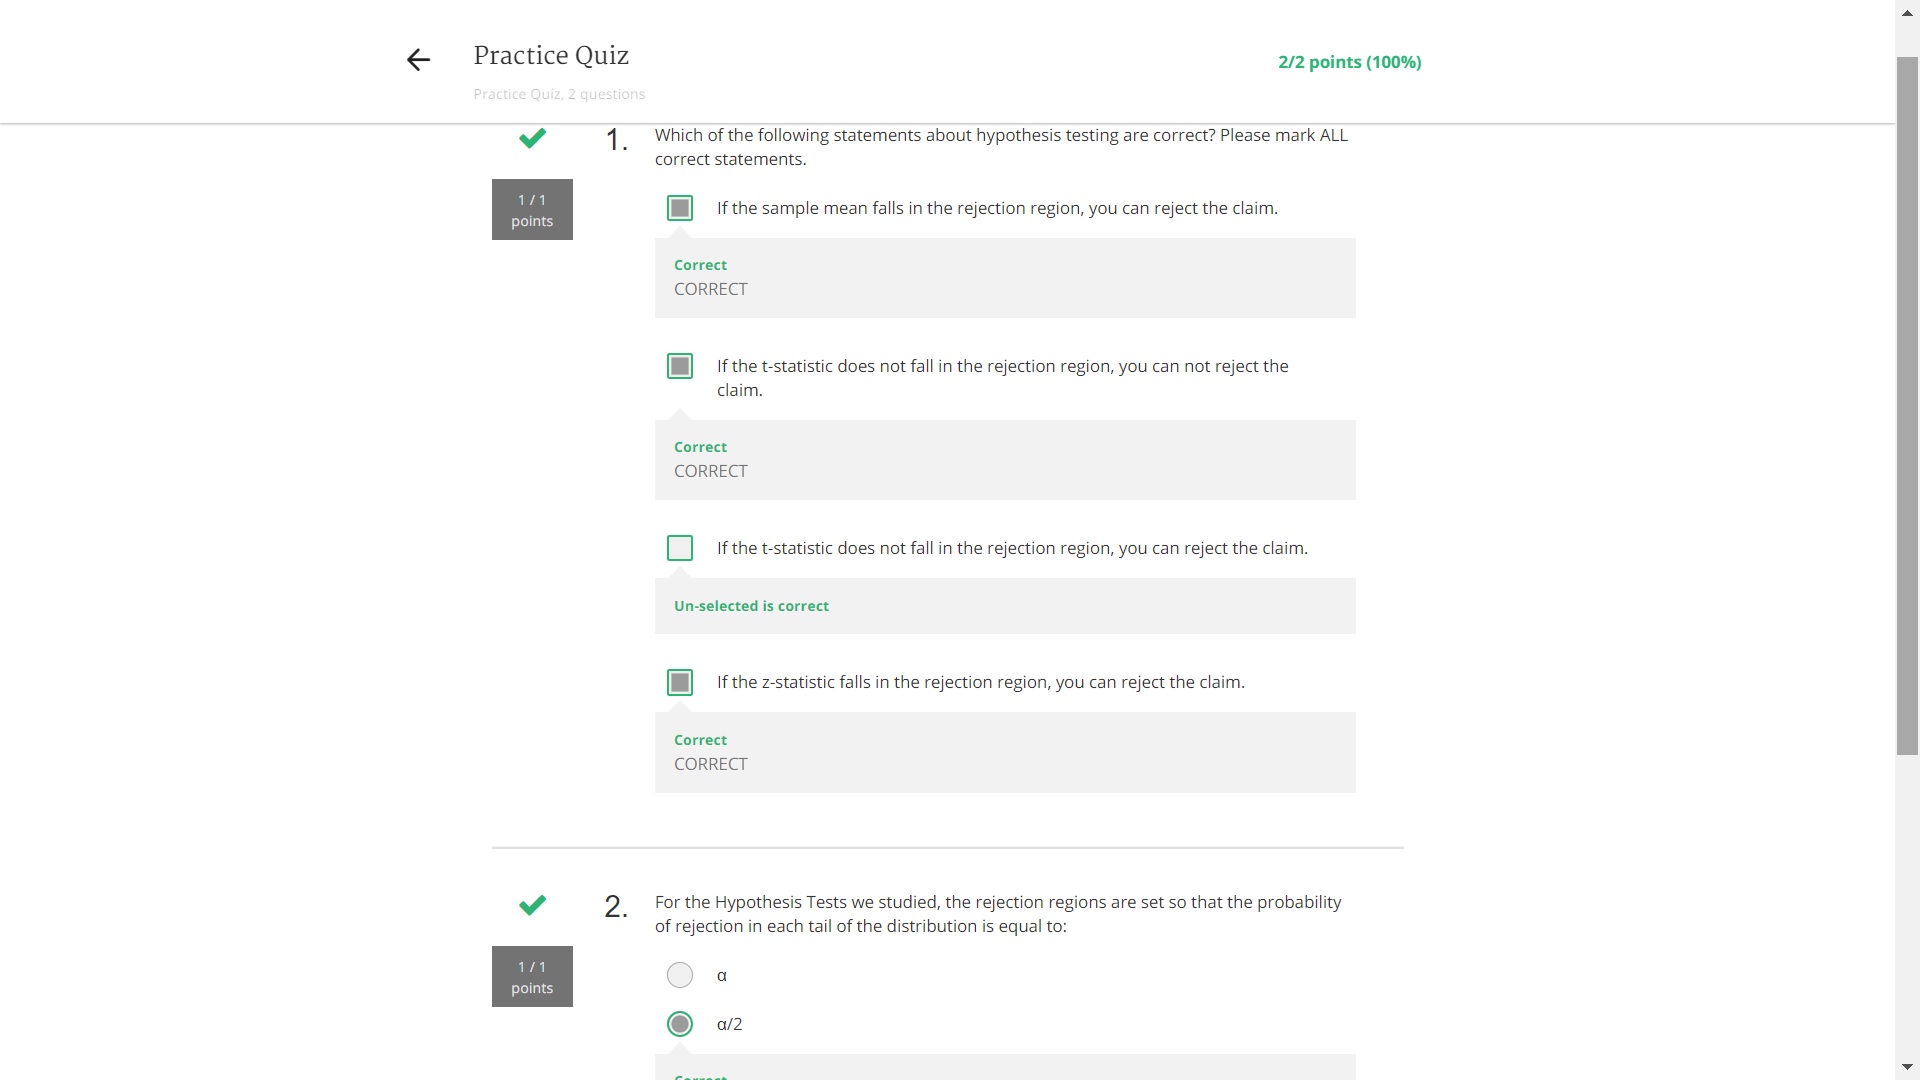 Practice Quiz
2/2 points (100%)
Practice Quiz, 2 questions
1.
Which of the following statements about hypothesis testing are correct? Please mark ALL
correct statements.
1 / 1
points
If the sample mean falls in the rejection region, you can reject the claim.
Correct
CORRECT
If the t-statistic does not fall in the rejection region, you can not reject the
claim.
Correct
CORRECT
If the t-statistic does not fall in the rejection region, you can reject the claim.
Un-selected is correct
If the z-statistic falls in the rejection region, you can reject the claim.
Correct
CORRECT
2.
For the Hypothesis Tests we studied, the rejection regions are set so that the probability
of rejection in each tail of the distribution is equal to:
1 / 1
points
α
α/2
Correct